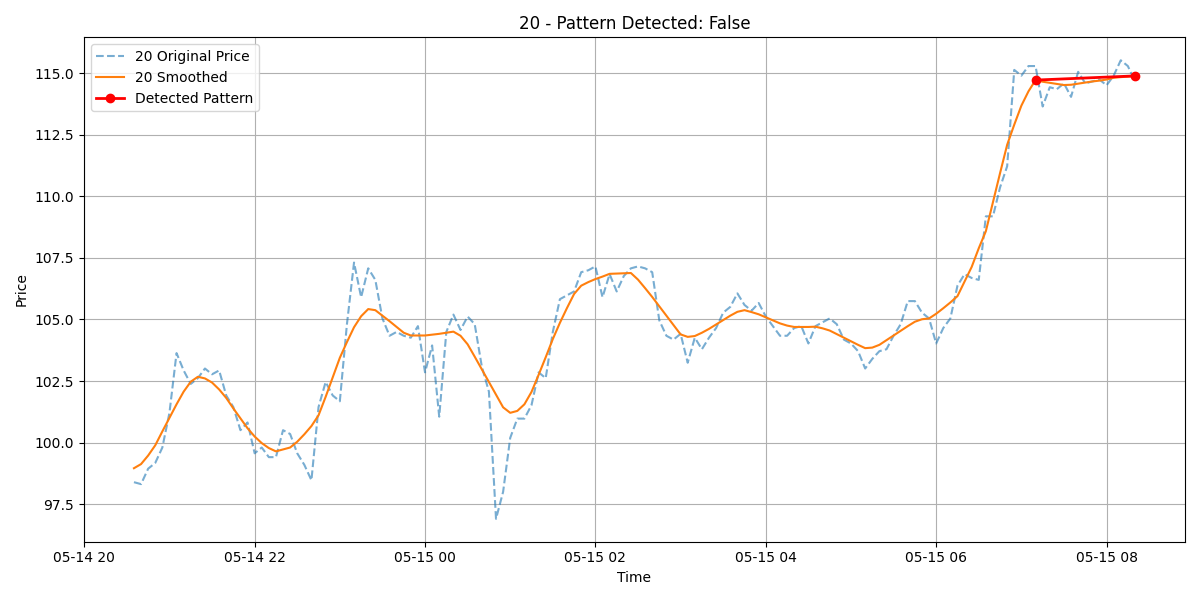 20 - Pattern Detected: False
20 Original Price
20 Smoothed
Detected Pattern
Price
115.0
112.5
110.0
107.5
105.0
102.5
100.0
97.5
05-14 20 05-14 22 05-15 00 05-15 02 05-15 04 05-15 06 05-15 08
Time